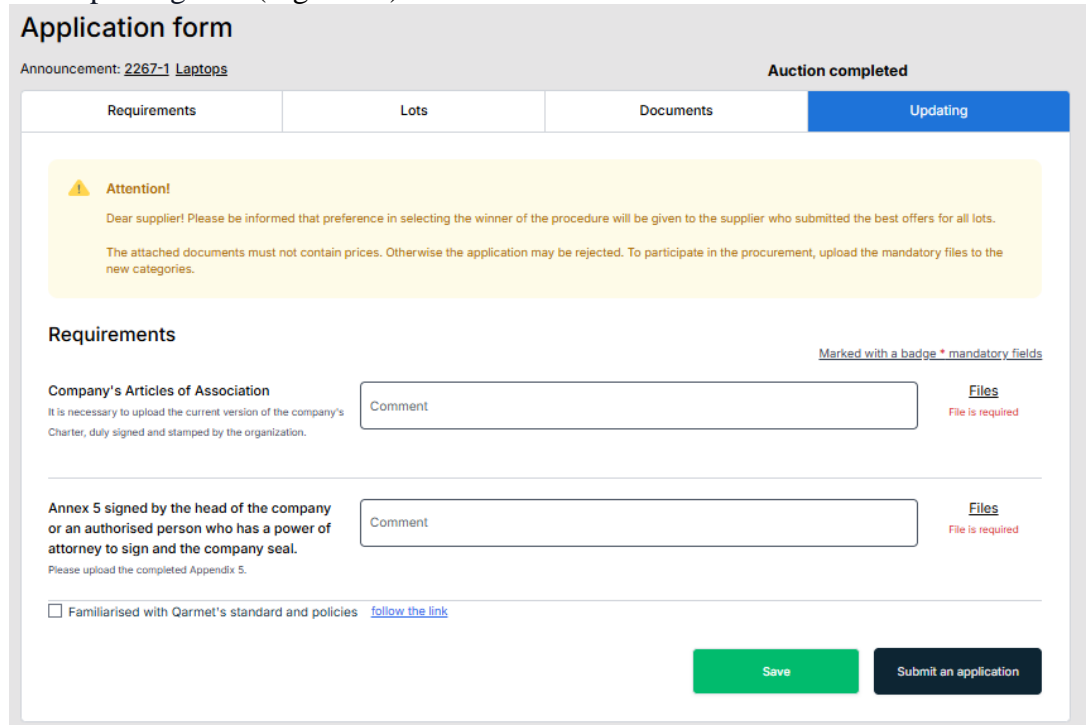 Application form
Announcement: 2267-1 Laptops
Auction completed
Requirements
Lots
Documents
Updating
Attention!
Dear supplier! Please be informed that preference in selecting the winner of the procedure will be given to the supplier who submitted the best offers for all lots.
The attached documents must not contain prices. Otherwise the application may be rejected. To participate in the procurement, upload the mandatory files to the
new categories.
Requirements
Marked with a badge * mandatory fields
Company's Articles of Association
It is necessary to upload the current version of the company's
Charter, duly signed and stamped by the organization.
Comment
Files
File is required
Annex 5 signed by the head of the company
or an authorised person who has a power of
attorney to sign and the company seal.
Please upload the completed Appendix 5.
Comment
Files
File is required
Familiarised with Qarmet's standard and policies follow the link
Save
Submit an application